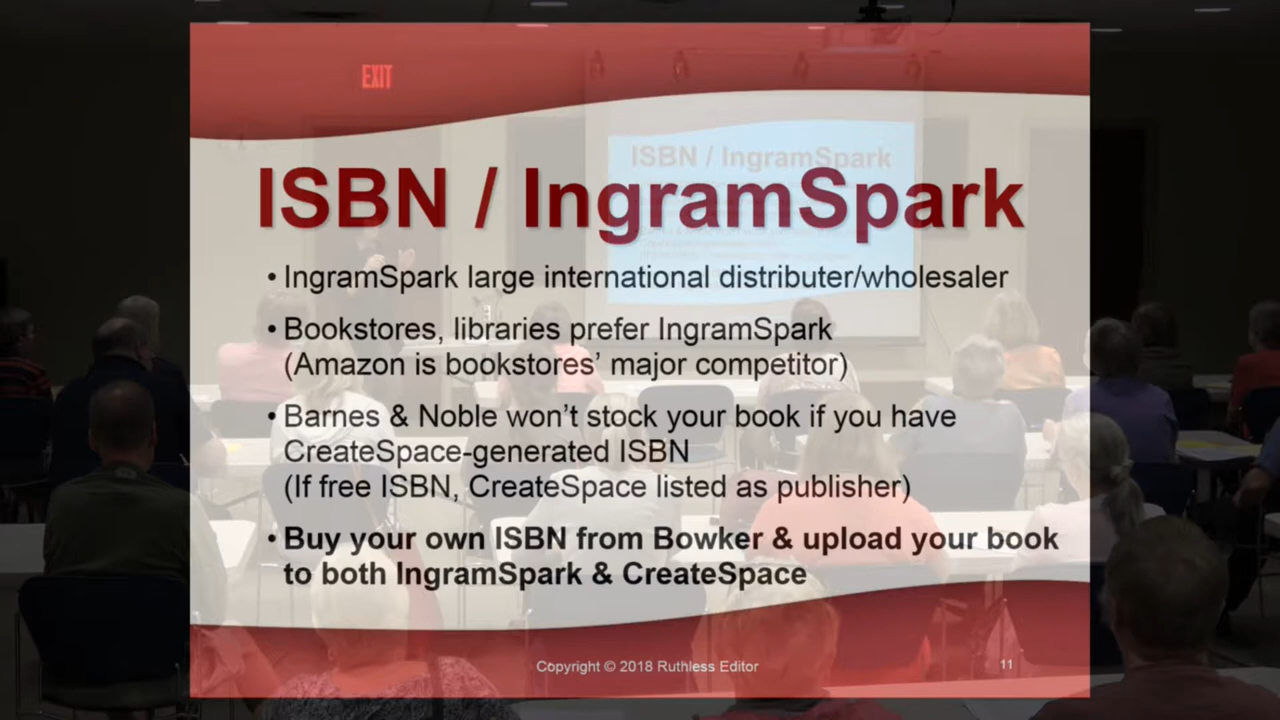 EXIT
ISBN / IngramSpark
ISBN / IngramSpark
• IngramSpark large international distributer/wholesaler
• Bookstores, libraries prefer IngramSpark
(Amazon is bookstores’ major competitor)
• Barnes & Noble won’t stock your book if you have
CreateSpace-generated ISBN
(If free ISBN, CreateSpace listed as publisher)
• Buy your own ISBN from Bowker & upload your book
to both IngramSpark & CreateSpace
Copyright © 2018 Ruthless Editor
11